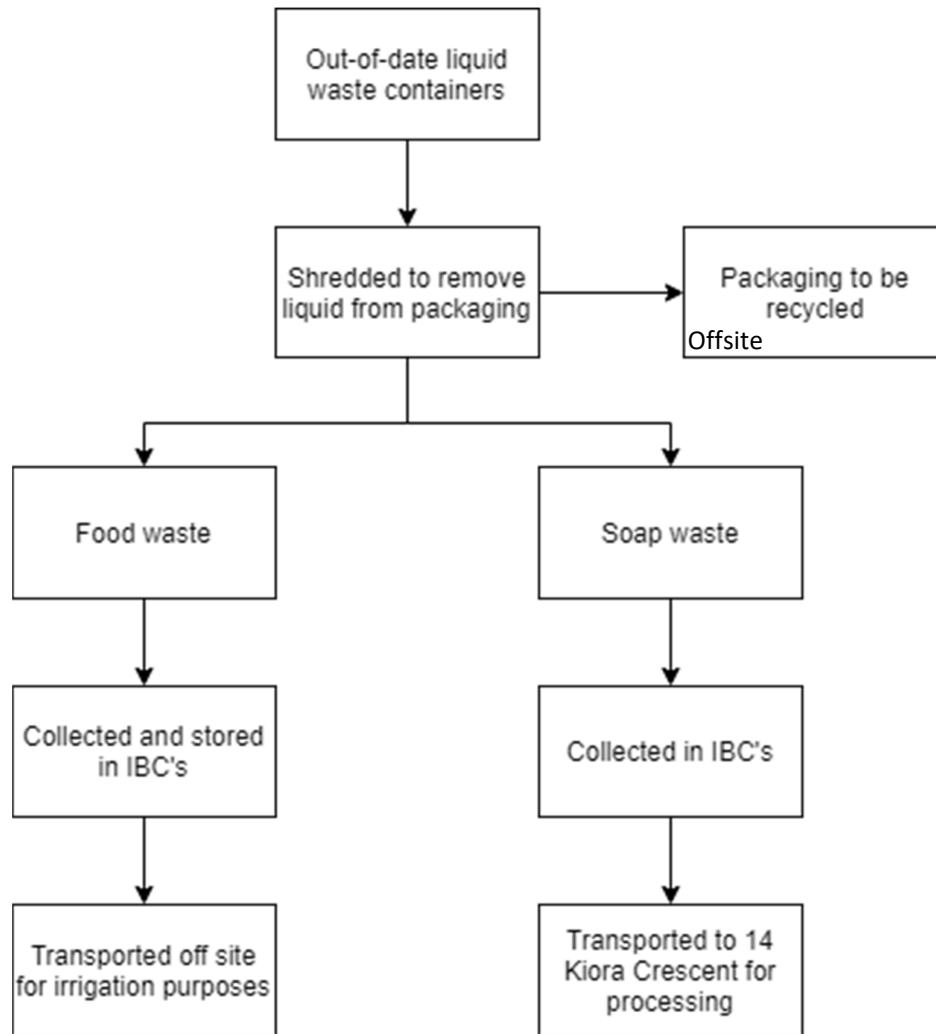 Out-of-date liquid
waste containers
Shredded to remove
liquid from packaging
Packaging to be
recycled
Offsite
Food waste
Soap waste
Collected and stored
in IBC's
Collected in IBC's
Transported off site
for irrigation purposes
Transported to 14
Kiora Crescent for
processing